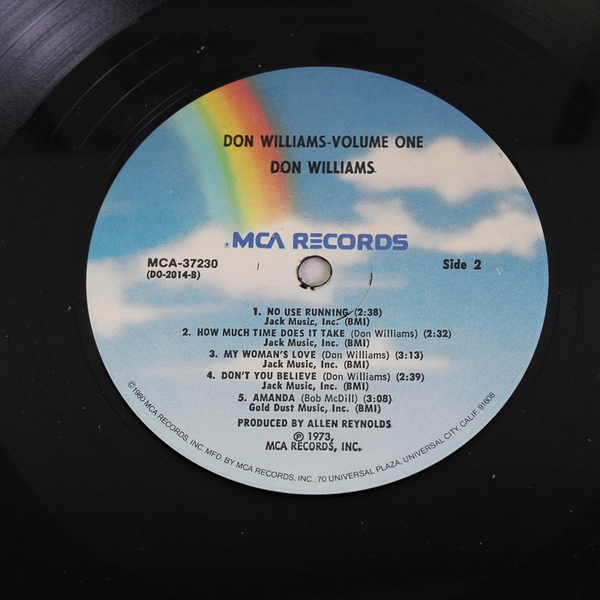 DON WILLIAMS-VOLUME ONE
DON WILLIAMS
MCA RECORDS
MCA-37230
(DO-2014-B)
Side 2
1. NO USE RUNNING (2:38)
Jack Music, Inc. (BMI)
2. HOW MUCH TIME DOES IT TAKE (Don Williams) (2:32)
Jack Music, Inc. (BMI)
3. MY WOMAN'S LOVE (Don Williams) (3:13)
Jack Music, Inc. (BMI)
4. DON'T YOU BELIEVE (Don Williams) (2:39)
Jack Music, Inc. (BMI)
5. AMANDA (Bob McDill) (3:08)
Gold Dust Music, Inc. (BMI)
PRODUCED BY ALLEN REYNOLDS
℗ 1973,
MCA RECORDS, INC.
©1980 MCA RECORDS, INC. MFD. BY MCA RECORDS, INC., 70 UNIVERSAL PLAZA, UNIVERSAL CITY, CALIF. 91608